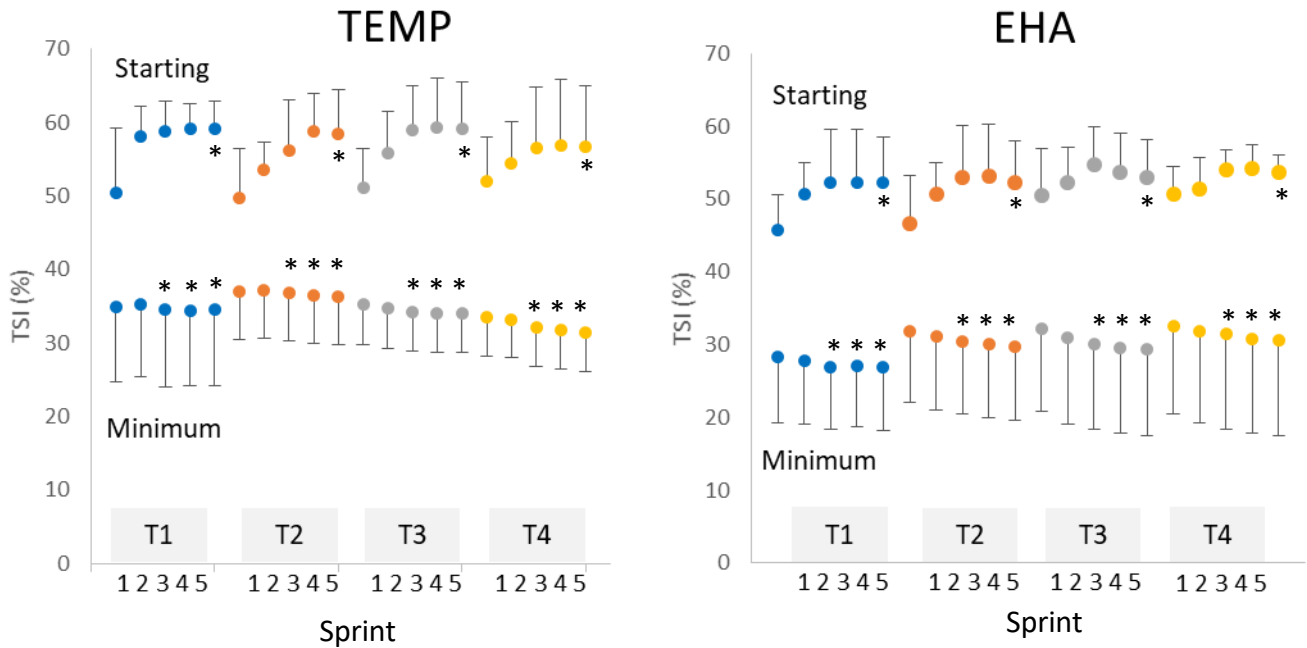 TEMP
70
Starting
60
*
*
*
*
50
40
* * *
* * *
* * *
* * *
TSI (%)
30
20
Minimum
10
T1
T2
T3
T4
0
1 2 3 4 5
1 2 3 4 5
1 2 3 4 5
1 2 3 4 5
Sprint
EHA
70
Starting
60
*
*
*
*
50
40
* * *
* * *
* * *
* * *
TSI (%)
30
20
Minimum
10
T1
T2
T3
T4
0
1 2 3 4 5
1 2 3 4 5
1 2 3 4 5
1 2 3 4 5
Sprint